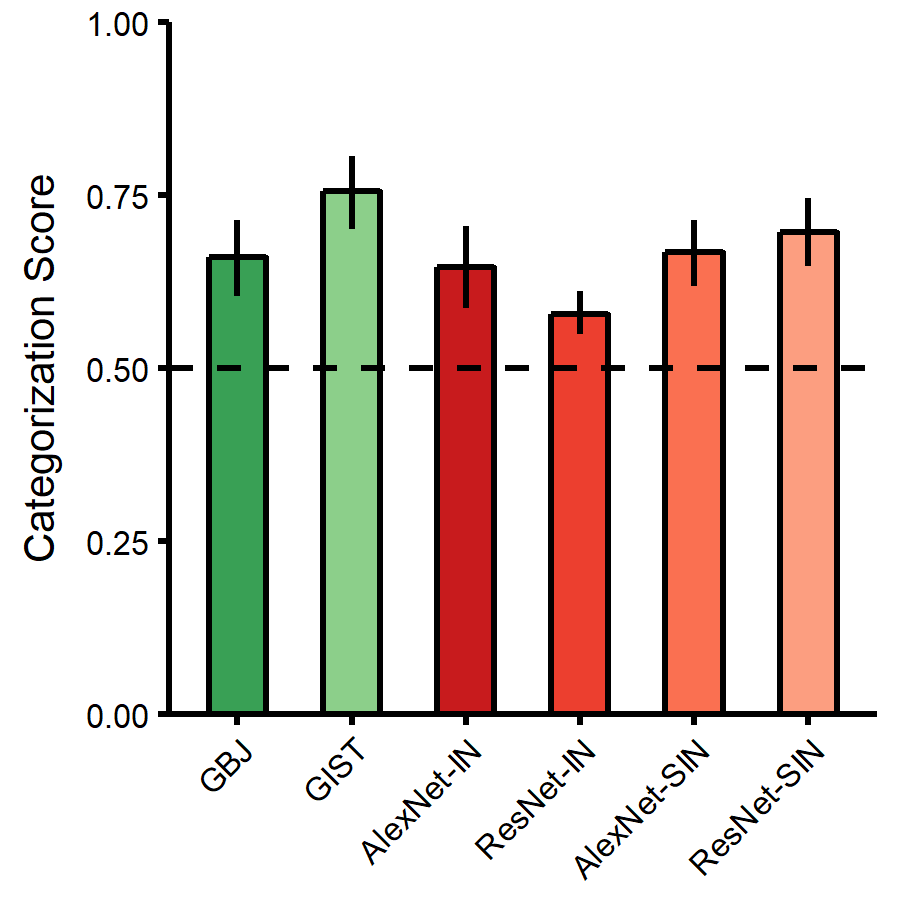 Categorization Score
1.00
0.75
0.50
0.25
0.00
GBJ
GIST
AlexNet-IN
ResNet-IN
AlexNet-SIN
ResNet-SIN